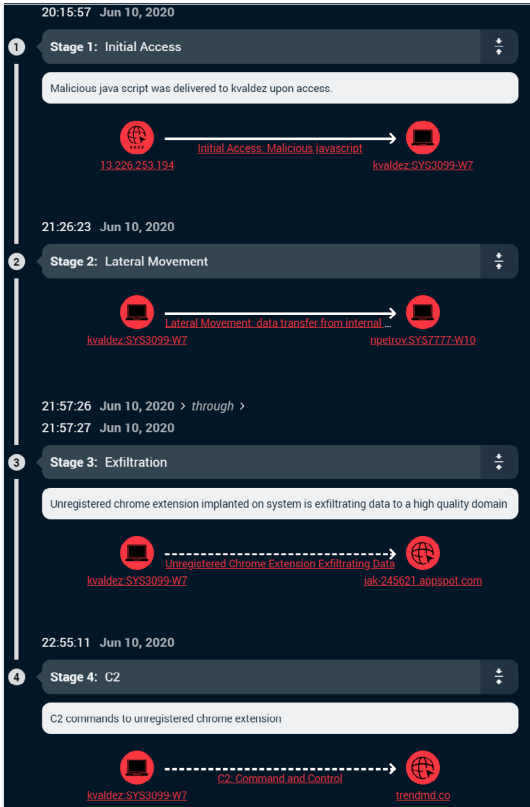 20:15:57 Jun 10, 2020
1
Stage 1: Initial Access
Malicious java script was delivered to kvaldez upon access.
Initial Access: Malicious javascript
13.226.253.194
kvaldez:SYS3099-W7
21:26:23 Jun 10, 2020
2
Stage 2: Lateral Movement
Lateral Movement: data transfer from internal ...
kvaldez:SYS3099-W7
npetrov:SYS7777-W10
21:57:26 Jun 10, 2020 > through >
21:57:27 Jun 10, 2020
3
Stage 3: Exfiltration
Unregistered chrome extension implanted on system is exfiltrating data to a high quality domain
Unregistered Chrome Extension Exfiltrating Data
kvaldez:SYS3099-W7
jak-245621.appspot.com
22:55:11 Jun 10, 2020
4
Stage 4: C2
C2 commands to unregistered chrome extension
C2: Command and Control
kvaldez:SYS3099-W7
trendmd.co